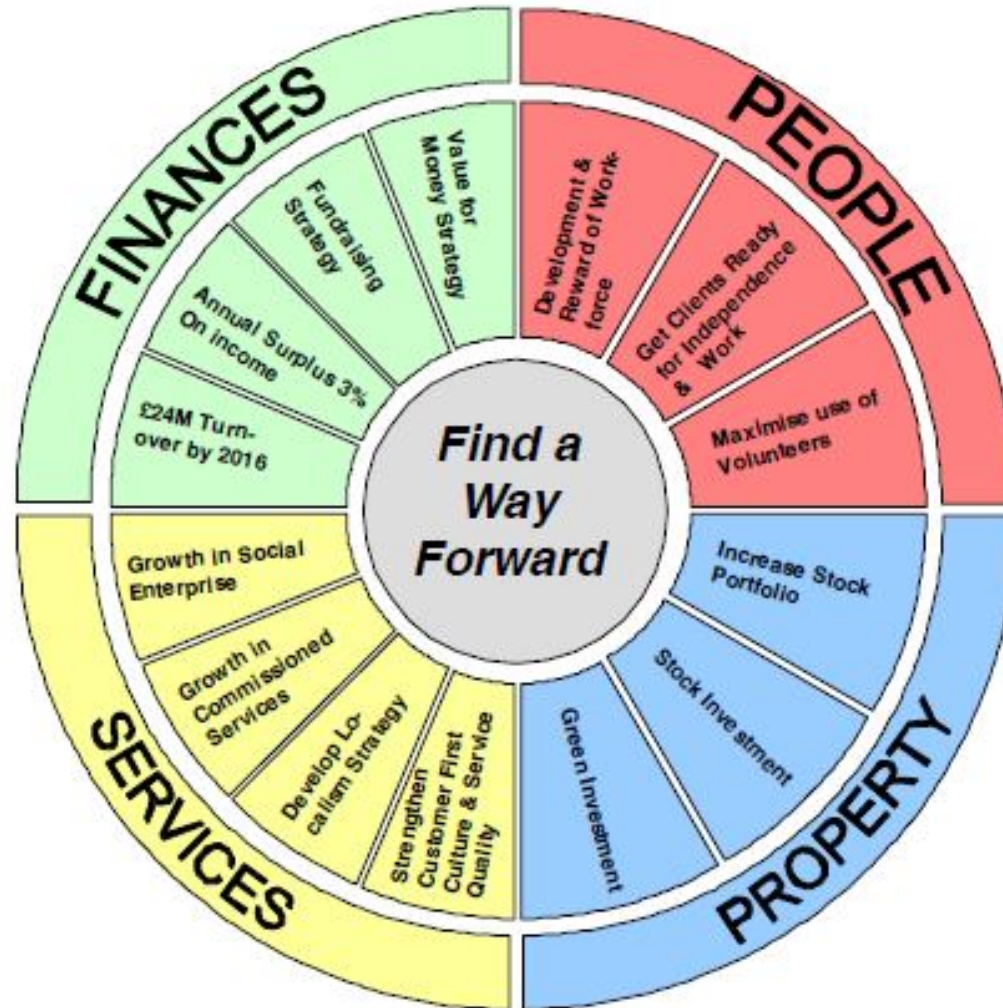 FINANCES
Value for
Money Strategy
Fundraising
Strategy
Annual Surplus 3%
On income
£24M Turn-
over by 2016
PEOPLE
Development &
Reward of Work-
force
Get Clients Ready
for Independence
& Work
Maximise use of
Volunteers
Find a
Way
Forward
SERVICES
Growth in Social
Enterprise
Growth in
Commissioned
Services
Develop Lo-
calism Strategy
Strengthen
Customer First
Culture & Service
Quality
PROPERTY
Increase Stock
Portfolio
Stock Investment
Green Investment